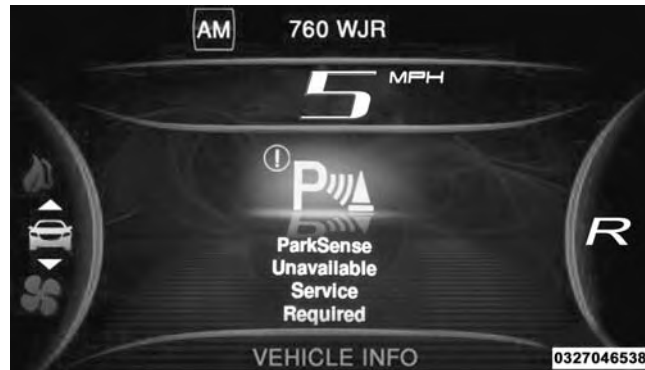 AM 760 WJR
5 MPH
P
R
ParkSense
Unavailable
Service
Required
VEHICLE INFO
0327046538